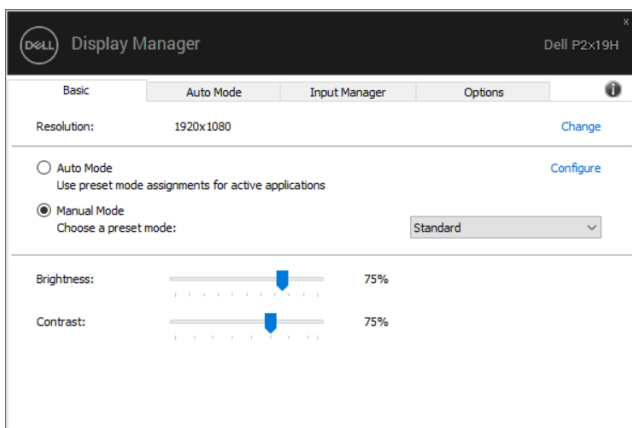 x
DELL Display Manager Dell P2x19H
Basic Auto Mode Input Manager Options i
Resolution: 1920x1080 Change
Auto Mode Configure
Use preset mode assignments for active applications
Manual Mode
Choose a preset mode: Standard
Brightness: 75%
Contrast: 75%